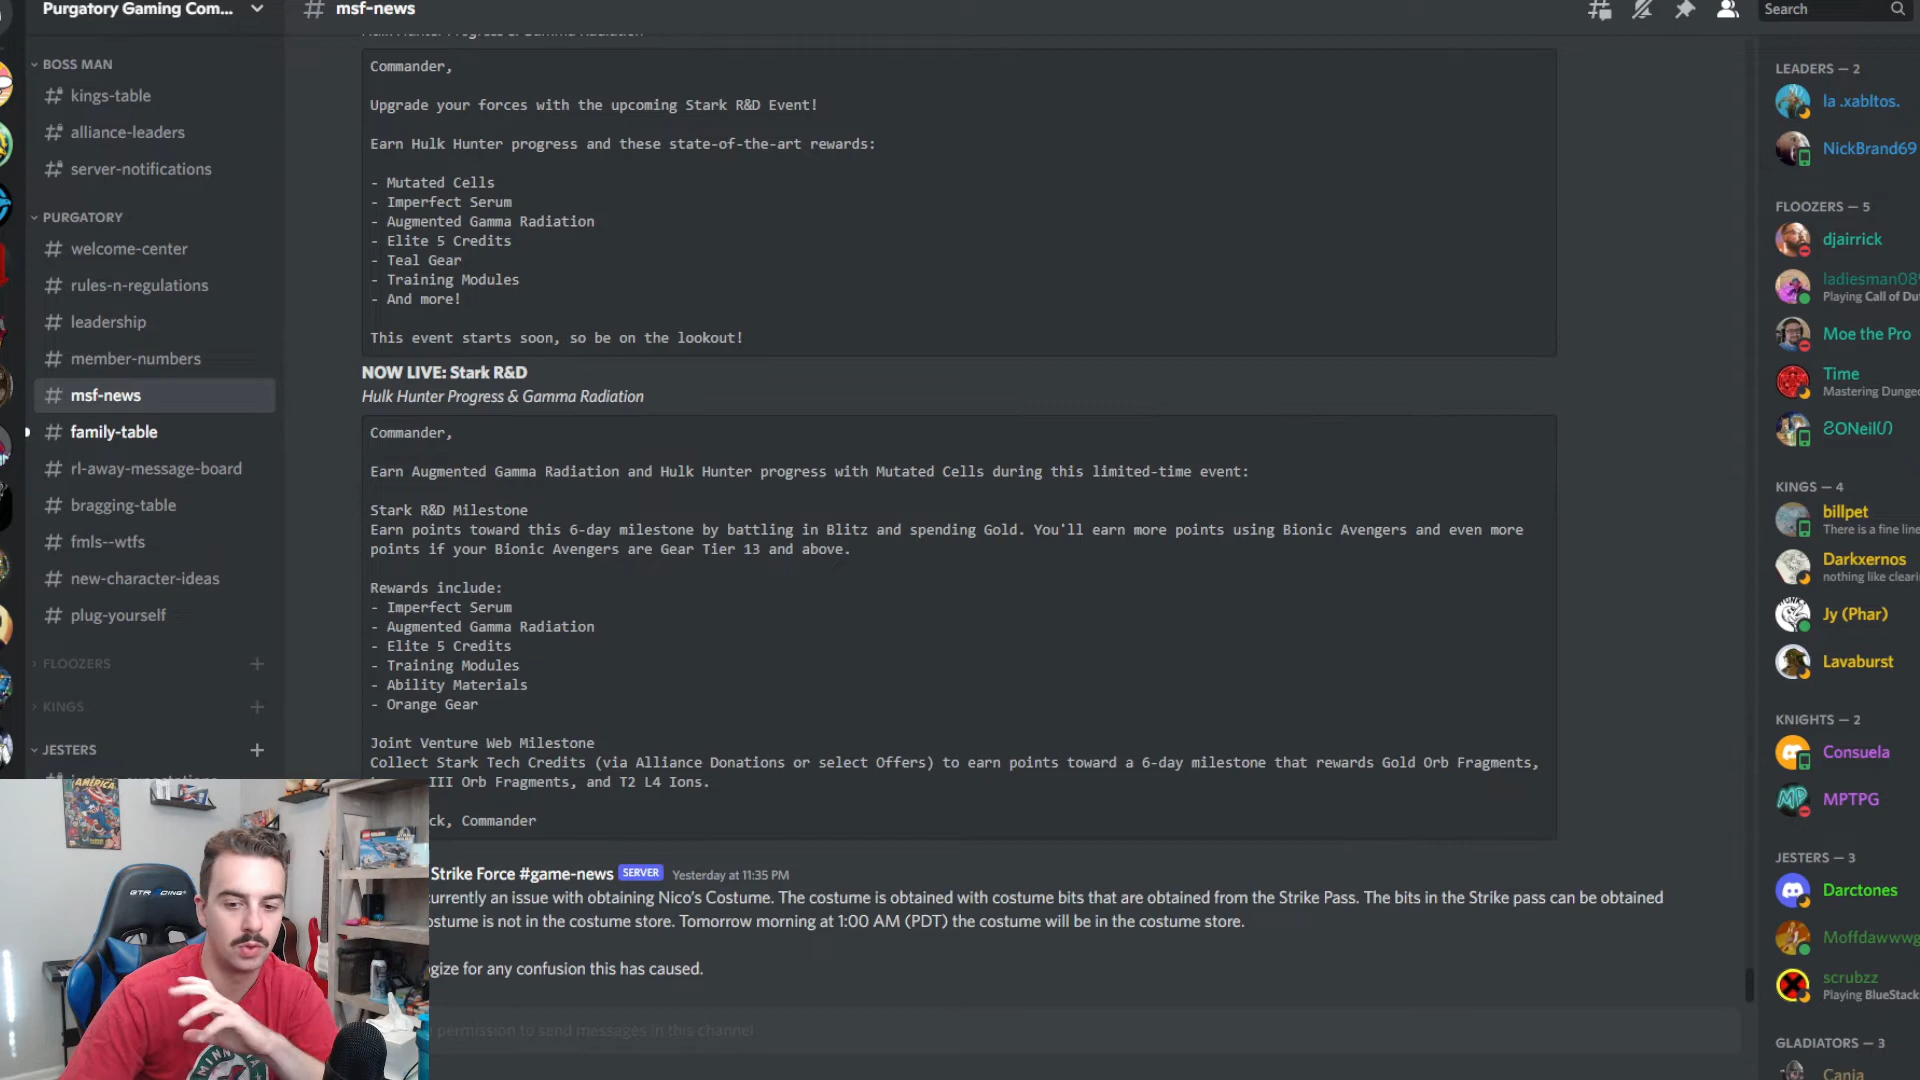 Purgatory Gaming Com...
msf-news
Search
BOSS MAN
kings-table
alliance-leaders
server-notifications
PURGATORY
welcome-center
rules-n-regulations
leadership
member-numbers
msf-news
family-table
rl-away-message-board
bragging-table
fmls--wtfs
new-character-ideas
plug-yourself
FLOOZERS
KINGS
JESTERS
Commander,
Upgrade your forces with the upcoming Stark R&D Event!
Earn Hulk Hunter progress and these state-of-the-art rewards:
- Mutated Cells
- Imperfect Serum
- Augmented Gamma Radiation
- Elite 5 Credits
- Teal Gear
- Training Modules
- And more!
This event starts soon, so be on the lookout!
NOW LIVE: Stark R&D
Hulk Hunter Progress & Gamma Radiation
Commander,
Earn Augmented Gamma Radiation and Hulk Hunter progress with Mutated Cells during this limited-time event:
Stark R&D Milestone
Earn points toward this 6-day milestone by battling in Blitz and spending Gold. You'll earn more points using Bionic Avengers and even more
points if your Bionic Avengers are Gear Tier 13 and above.
Rewards include:
- Imperfect Serum
- Augmented Gamma Radiation
- Elite 5 Credits
- Training Modules
- Ability Materials
- Orange Gear
Joint Venture Web Milestone
Collect Stark Tech Credits (via Alliance Donations or select Offers) to earn points toward a 6-day milestone that rewards Gold Orb Fragments,
III Orb Fragments, and T2 L4 Ions.
ck, Commander
Strike Force #game-news SERVER Yesterday at 11:35 PM
urrently an issue with obtaining Nico's Costume. The costume is obtained with costume bits that are obtained from the Strike Pass. The bits in the Strike pass can be obtained
ostume is not in the costume store. Tomorrow morning at 1:00 AM (PDT) the costume will be in the costume store.
gize for any confusion this has caused.
permission to send messages in this channel
LEADERS — 2
la .xabltos.
NickBrand69
FLOOZERS — 5
djairrick
ladiesman089
Playing Call of Du
Moe the Pro
Time
Mastering Dunge
KINGS — 4
billpet
There is a fine line
Darkxernos
nothing like cleari
Jy (Phar)
Lavaburst
KNIGHTS — 2
Consuela
MPTPG
JESTERS — 3
Darctones
Moffdawwwg
scrubzz
Playing BlueStack
GLADIATORS — 3
Cania
GTRACING